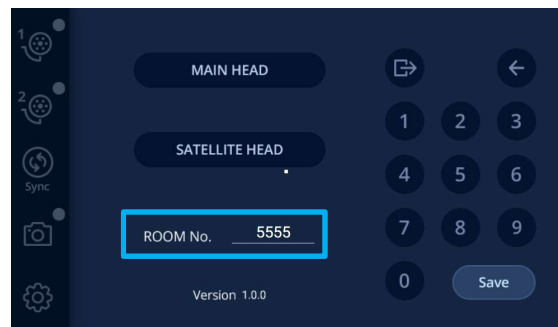 1
2
Sync
MAIN HEAD
SATELLITE HEAD
ROOM No. 5555
Version 1.0.0
1 2 3
4 5 6
7 8 9
0 Save